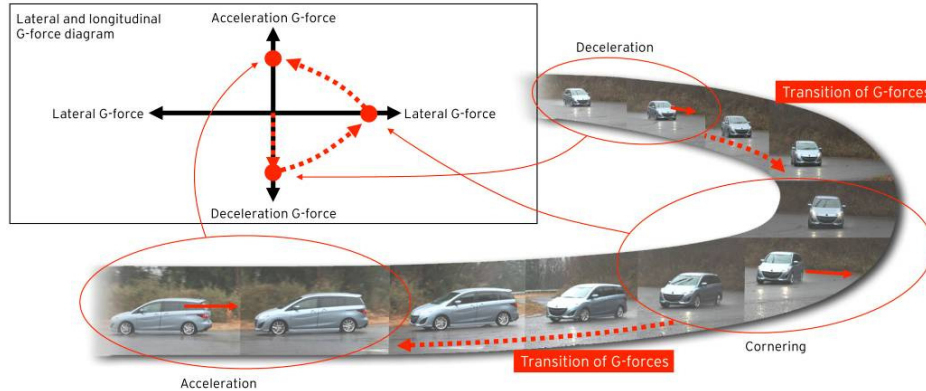 Lateral and longitudinal
G-force diagram
Acceleration G-force
Lateral G-force
Lateral G-force
Deceleration G-force
Deceleration
Transition of G-forces
Cornering
Transition of G-forces
Acceleration